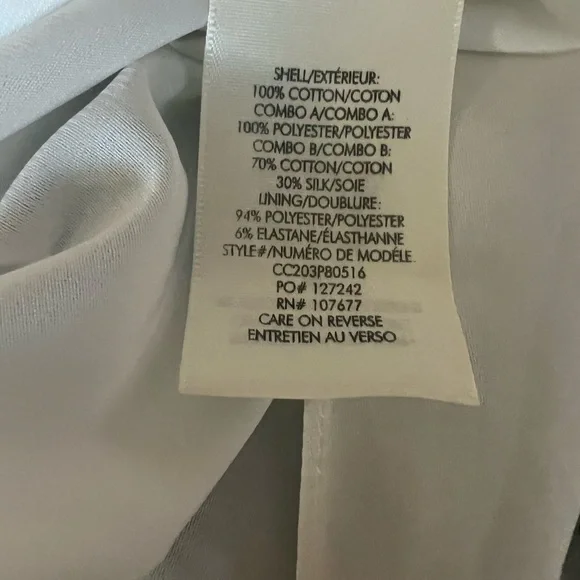 SHELL/EXTÉRIEUR:
100% COTTON/COTON
COMBO A/COMBO A:
100% POLYESTER/POLYESTER
COMBO B/COMBO B:
70% COTTON/COTON
30% SILK/SOIE
LINING/DOUBLURE:
94% POLYESTER/POLYESTER
6% ELASTANE/ÉLASTHANNE
STYLE#/NUMÉRO DE MODÉLE
CC203P80516
PO# 127242
RN# 107677
CARE ON REVERSE
ENTRETIEN AU VERSO